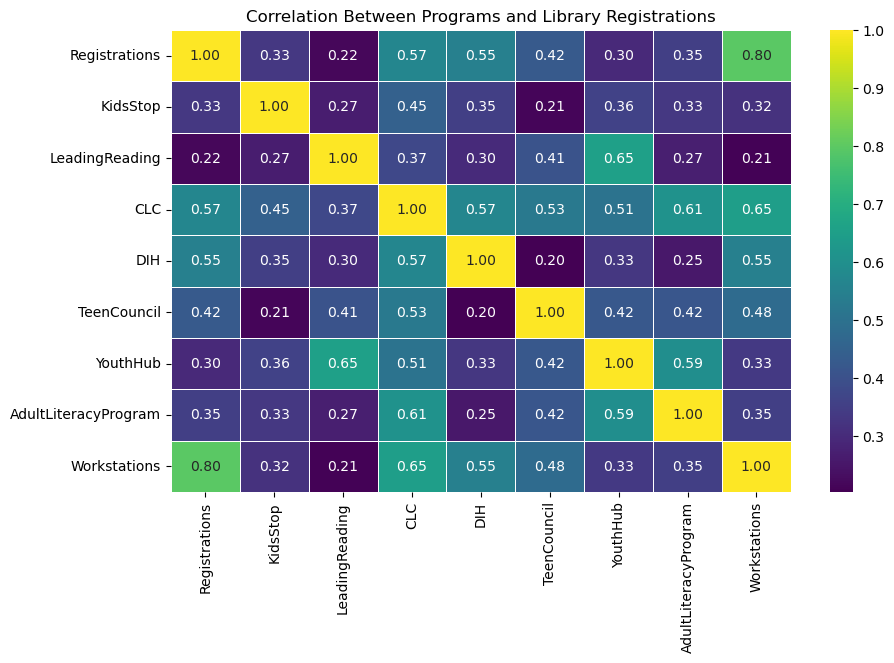 Correlation Between Programs and Library Registrations
Registrations 1.00 0.33 0.22 0.57 0.55 0.42 0.30 0.35 0.80
KidsStop 0.33 1.00 0.27 0.45 0.35 0.21 0.36 0.33 0.32
LeadingReading 0.22 0.27 1.00 0.37 0.30 0.41 0.65 0.27 0.21
CLC 0.57 0.45 0.37 1.00 0.57 0.53 0.51 0.61 0.65
DIH 0.55 0.35 0.30 0.57 1.00 0.20 0.33 0.25 0.55
TeenCouncil 0.42 0.21 0.41 0.53 0.20 1.00 0.42 0.42 0.48
YouthHub 0.30 0.36 0.65 0.51 0.33 0.42 1.00 0.59 0.33
AdultLiteracyProgram 0.35 0.33 0.27 0.61 0.25 0.42 0.59 1.00 0.35
Workstations 0.80 0.32 0.21 0.65 0.55 0.48 0.33 0.35 1.00
Registrations
KidsStop
LeadingReading
CLC
DIH
TeenCouncil
YouthHub
AdultLiteracyProgram
Workstations
1.0
0.9
0.8
0.7
0.6
0.5
0.4
0.3